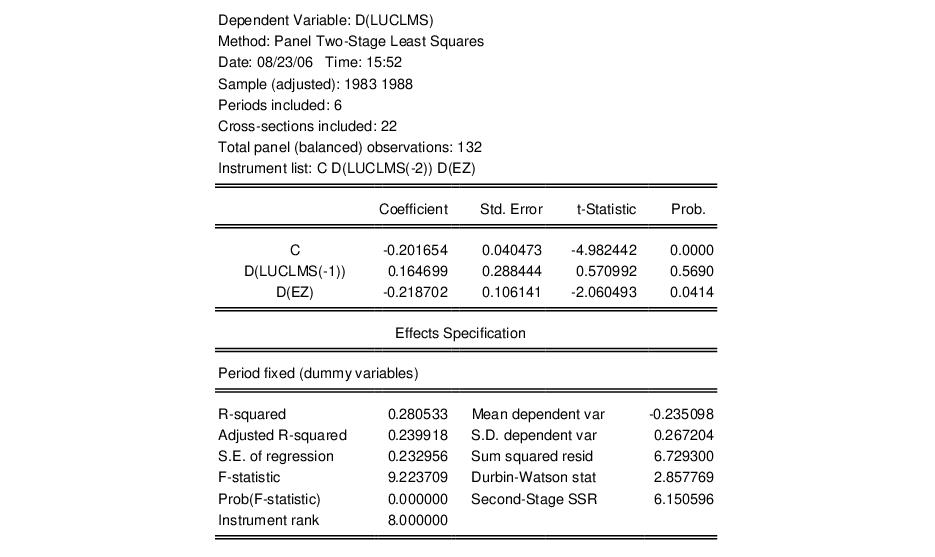 Dependent Variable: D(LUCLMS)
Method: Panel Two-Stage Least Squares
Date: 08/23/06   Time: 15:52
Sample (adjusted): 1983 1988
Periods included: 6
Cross-sections included: 22
Total panel (balanced) observations: 132
Instrument list: C D(LUCLMS(-2)) D(EZ)
Coefficient Std. Error t-Statistic Prob.
C -0.201654 0.040473 -4.982442 0.0000
D(LUCLMS(-1)) 0.164699 0.288444 0.570992 0.5690
D(EZ) -0.218702 0.106141 -2.060493 0.0414
Effects Specification
Period fixed (dummy variables)
R-squared 0.280533 Mean dependent var -0.235098
Adjusted R-squared 0.239918 S.D. dependent var 0.267204
S.E. of regression 0.232956 Sum squared resid 6.729300
F-statistic 9.223709 Durbin-Watson stat 2.857769
Prob(F-statistic) 0.000000 Second-Stage SSR 6.150596
Instrument rank 8.000000